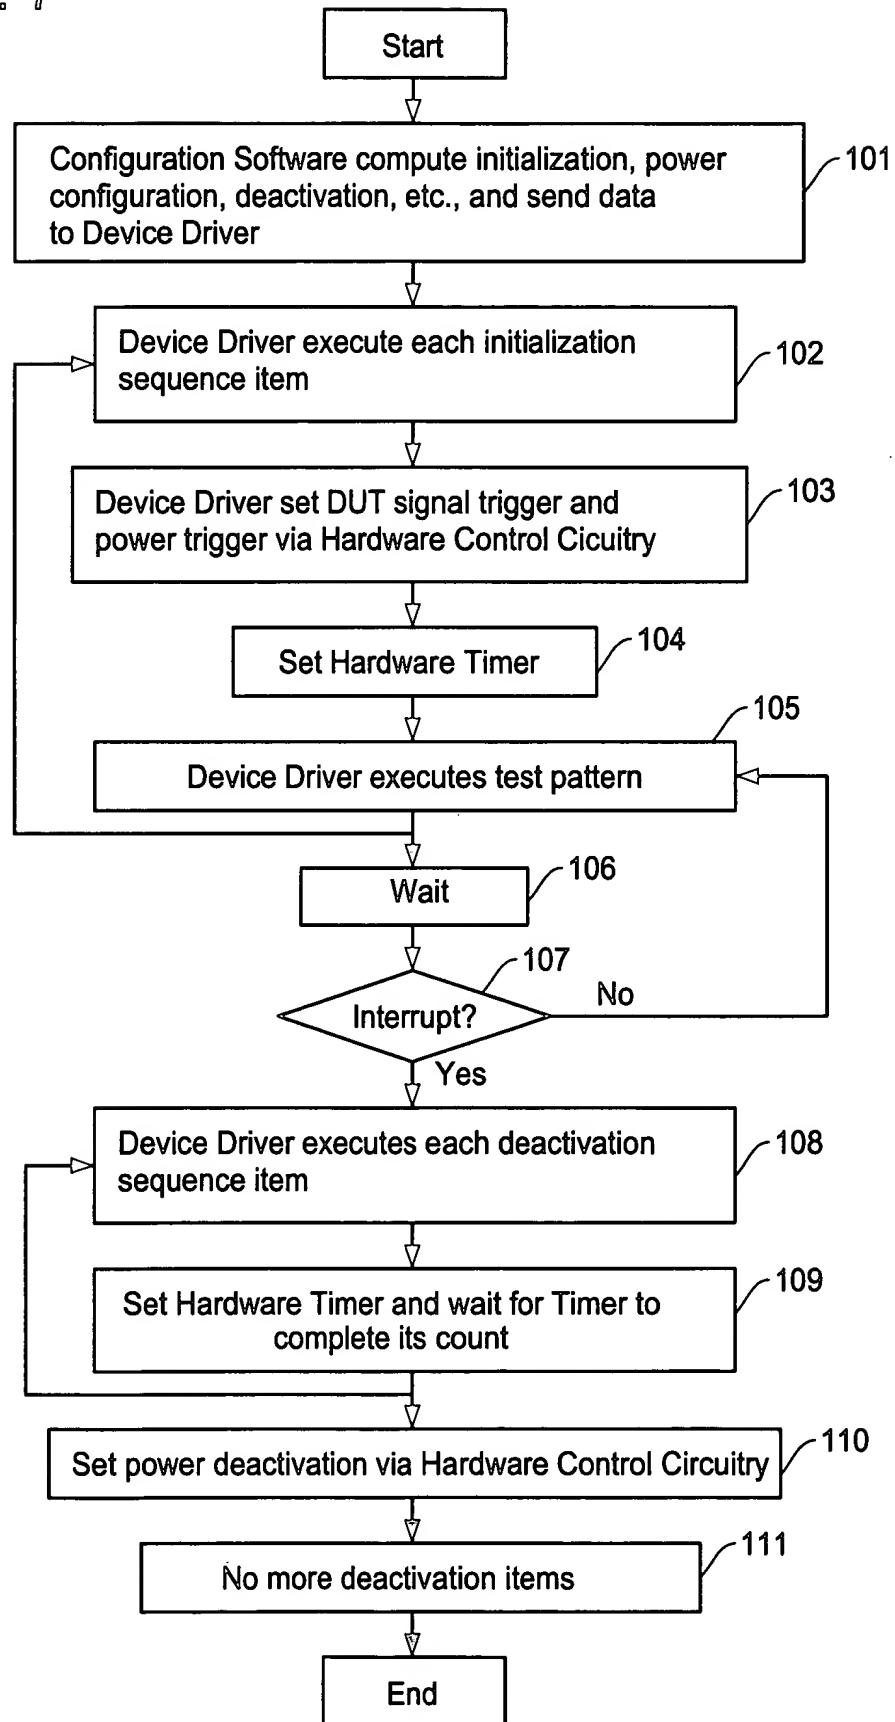 Start
Configuration Software compute initialization, power
configuration, deactivation, etc., and send data
to Device Driver
101
Device Driver execute each initialization
sequence item
102
Device Driver set DUT signal trigger and
power trigger via Hardware Control Cicuitry
103
Set Hardware Timer
104
105
Device Driver executes test pattern
Wait
106
107
Interrupt?
No
Yes
Device Driver executes each deactivation
sequence item
108
Set Hardware Timer and wait for Timer to
complete its count
109
Set power deactivation via Hardware Control Circuitry
110
111
No more deactivation items
End